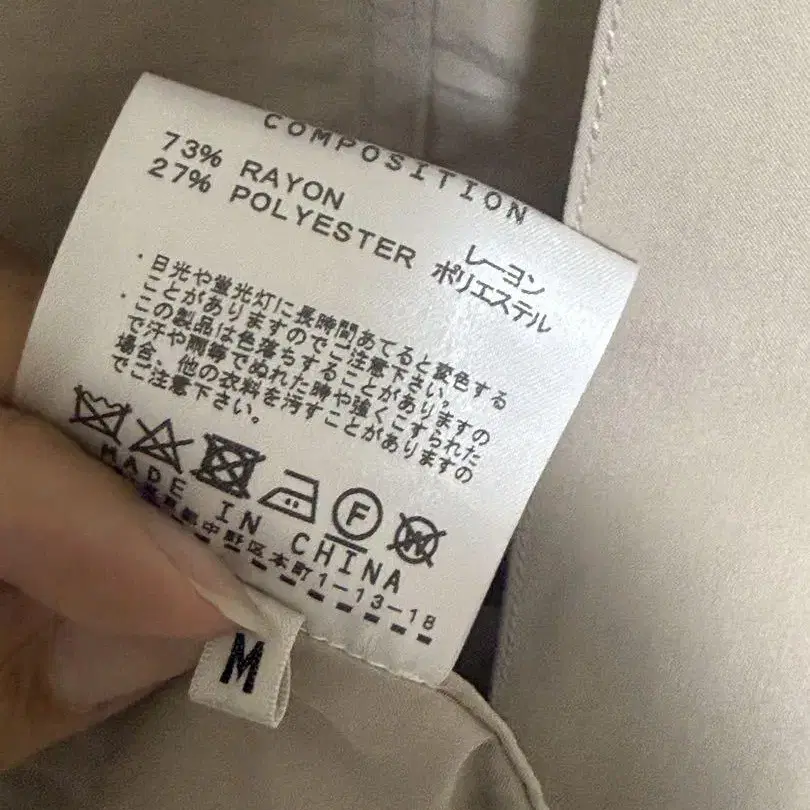 COMPOSITION
73% RAYON レーヨン
27% POLYESTER ポリエステル
・日光や蛍光灯に長時間あてると変色する
ことがありますのでご注意下さい。
・この製品は色落ちすることがありますの
で汗や雨等でぬれた時や強くこすられた
場合、他の衣料を汚すことがありますの
でご注意下さい。
F
W
MADE IN CHINA
中野区本町1-13-18
M